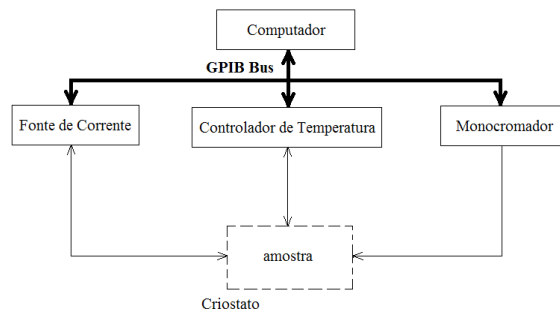 Computador
GPIB Bus
Fonte de Corrente
Controlador de Temperatura
Monocromador
amostra
Criostato